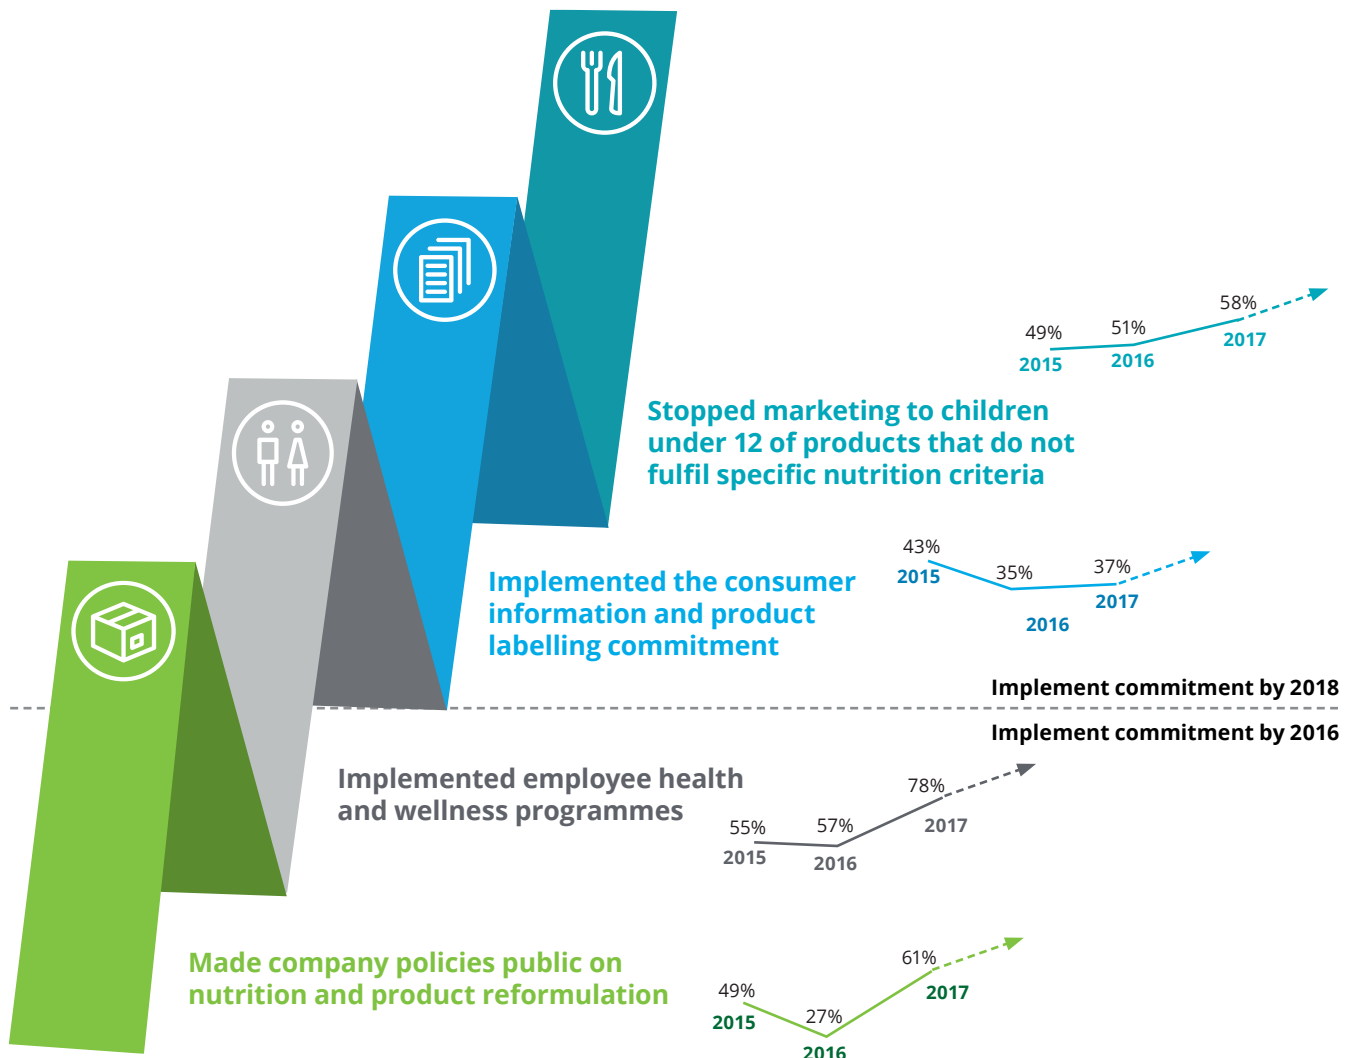 58%
49%
51%
2015
2016
2017
Stopped marketing to children
under 12 of products that do not
fulfil specific nutrition criteria
43%
35%
37%
2015
2016
2017
Implemented the consumer
information and product
labelling commitment
Implement commitment by 2018
Implement commitment by 2016
Implemented employee health
and wellness programmes
78%
55%
57%
2015
2016
2017
Made company policies public on
nutrition and product reformulation
61%
49%
27%
2015
2016
2017